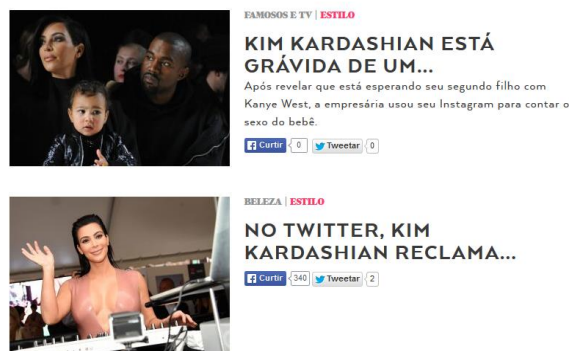 FAMOSOS E TV | ESTILO
KIM KARDASHIAN ESTÁ
GRÁVIDA DE UM...
Após revelar que está esperando seu segundo filho com
Kanye West, a empresária usou seu Instagram para contar o
sexo do bebê.
Curtir 0 Tweetar 0
BELEZA | ESTILO
NO TWITTER, KIM
KARDASHIAN RECLAMA...
Curtir 340 Tweetar 2